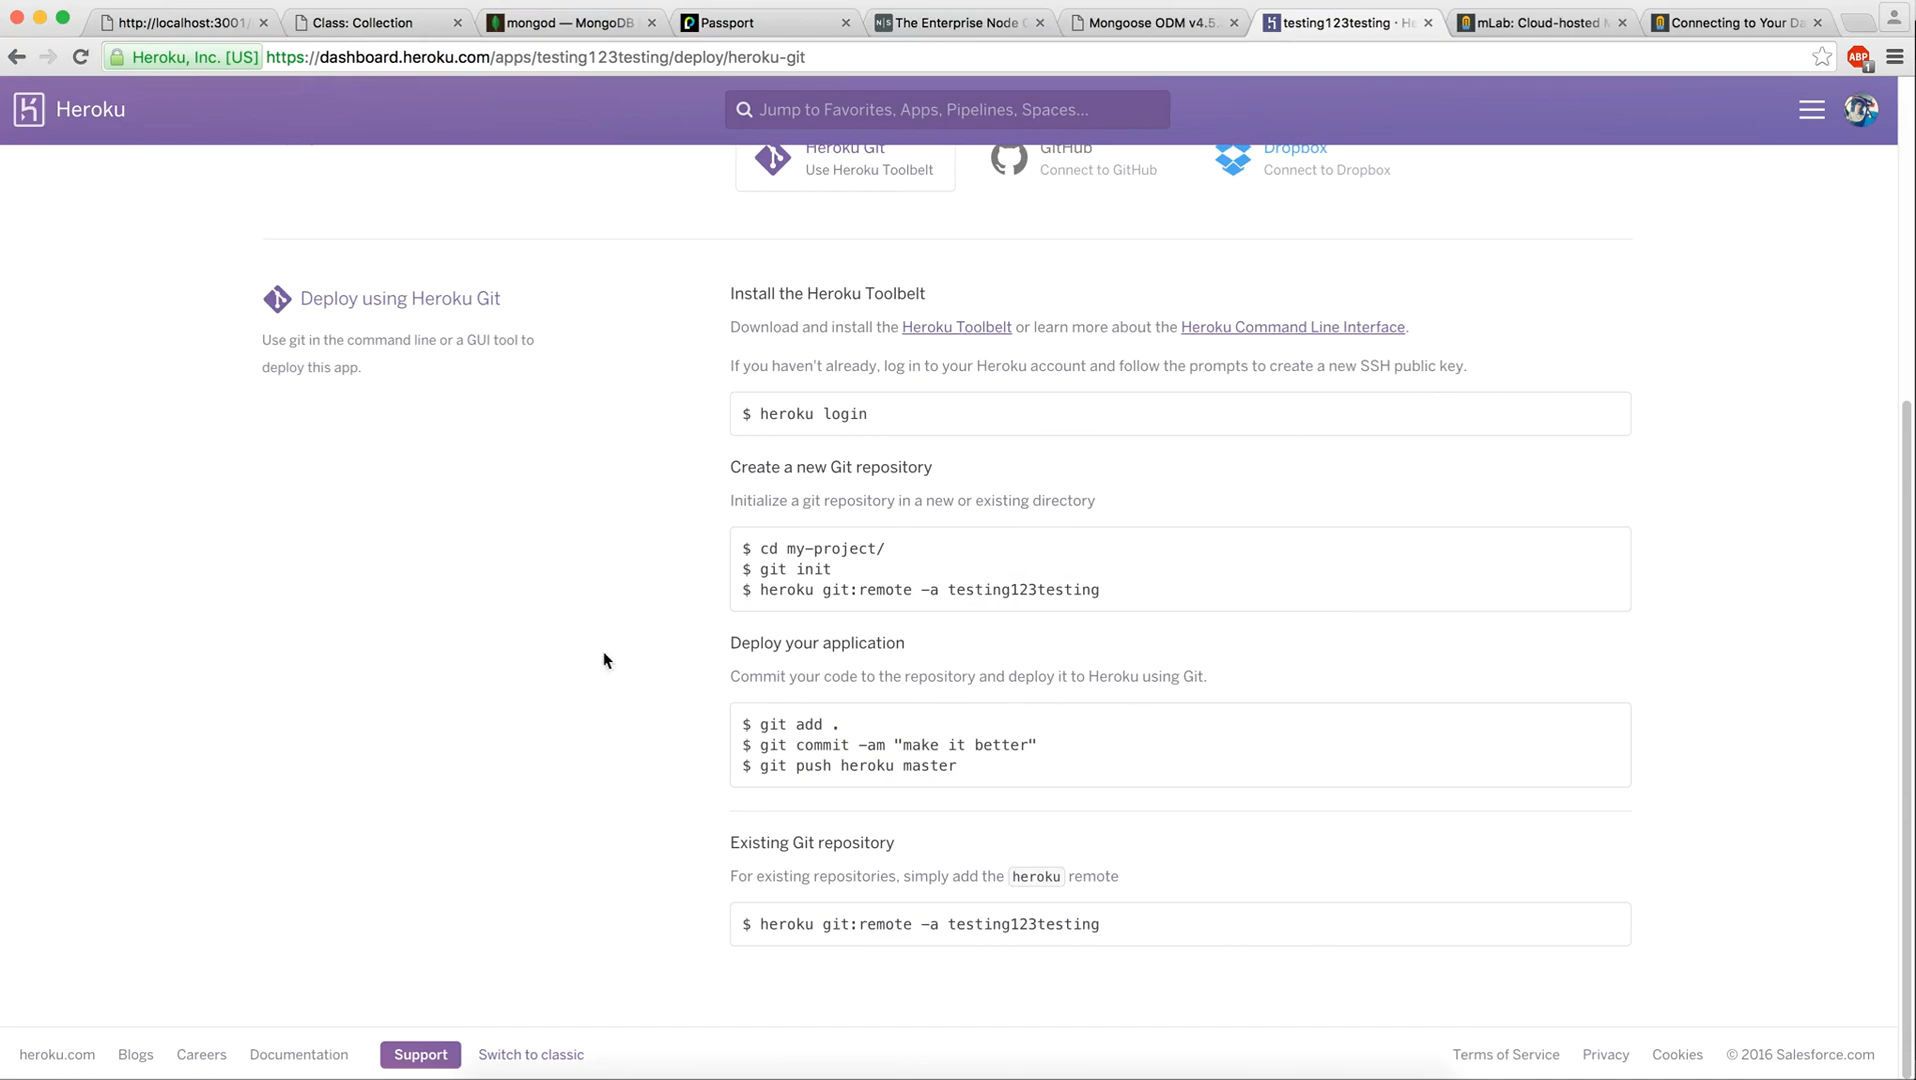 http://localhost:3001/
Class: Collection
mongod — MongoDB
Passport
The Enterprise Node
Mongoose ODM v4.5.
testing123testing · He
mLab: Cloud-hosted M
Connecting to Your Da
Heroku, Inc. [US] https://dashboard.heroku.com/apps/testing123testing/deploy/heroku-git
ABP
1
Heroku
Jump to Favorites, Apps, Pipelines, Spaces...
Heroku Git
Use Heroku Toolbelt
GitHub
Connect to GitHub
Dropbox
Connect to Dropbox
Deploy using Heroku Git
Use git in the command line or a GUI tool to
deploy this app.
Install the Heroku Toolbelt
Download and install the Heroku Toolbelt or learn more about the Heroku Command Line Interface.
If you haven't already, log in to your Heroku account and follow the prompts to create a new SSH public key.
$ heroku login
Create a new Git repository
Initialize a git repository in a new or existing directory
$ cd my-project/
$ git init
$ heroku git:remote -a testing123testing
Deploy your application
Commit your code to the repository and deploy it to Heroku using Git.
$ git add .
$ git commit -am "make it better"
$ git push heroku master
Existing Git repository
For existing repositories, simply add the heroku remote
$ heroku git:remote -a testing123testing
heroku.com
Blogs
Careers
Documentation
Support
Switch to classic
Terms of Service
Privacy
Cookies
© 2016 Salesforce.com